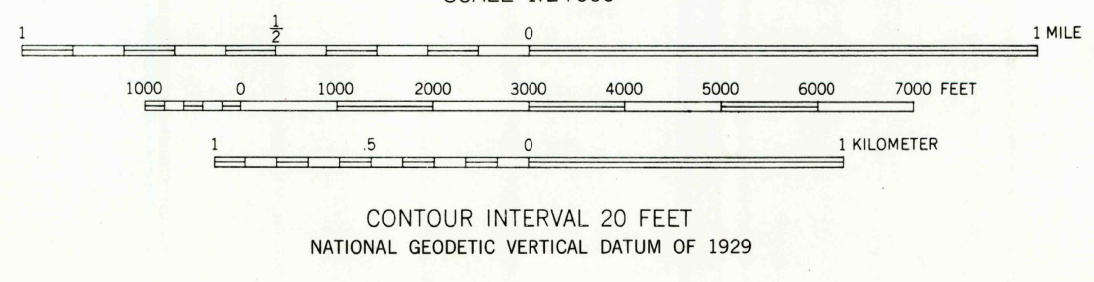 1 ½ 0 1 MILE
1000 0 1000 2000 3000 4000 5000 6000 7000 FEET
1 .5 0 1 KILOMETER
CONTOUR INTERVAL 20 FEET
NATIONAL GEODETIC VERTICAL DATUM OF 1929